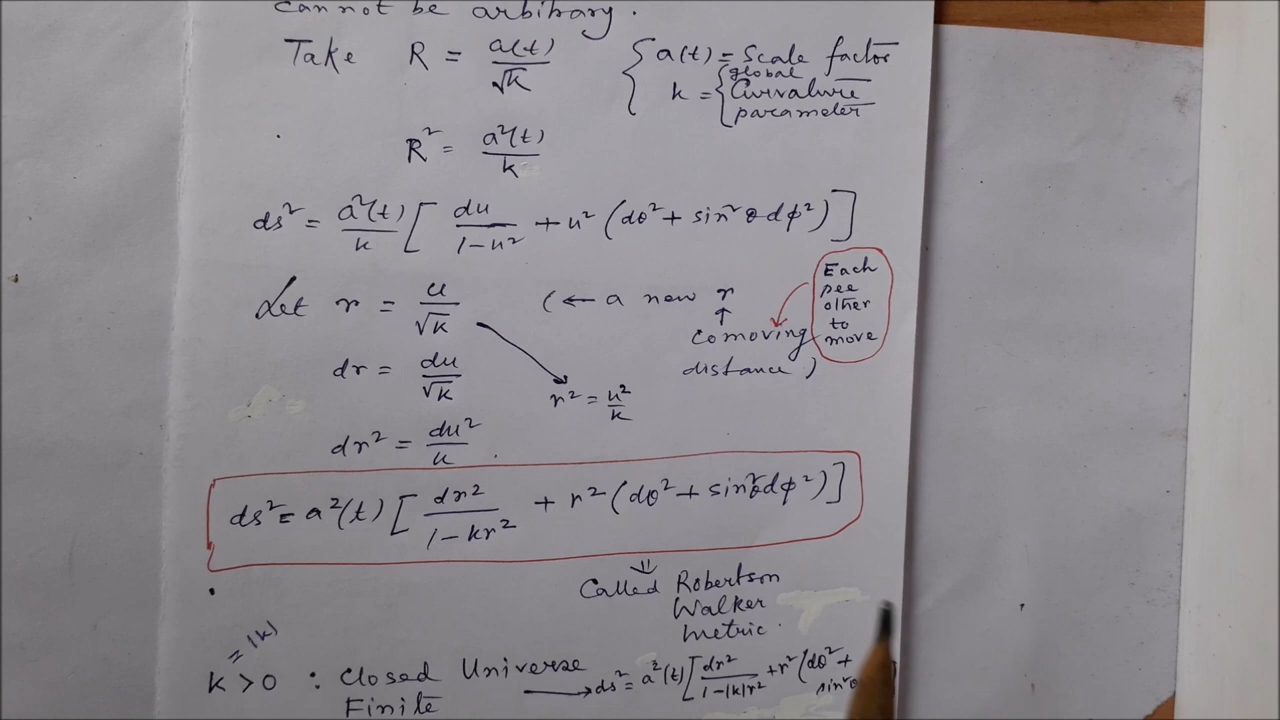 cannot be arbitrary.
Take R = a(t)/√k { a(t) = Scale factor
k = { global Curvature parameter
R² = a²(t)/k
ds² = a²(t)/k [ du/1-u² + u² (dθ² + sin²θ dφ²) ]
Let r = u/√k (← a new r
↑
comoving
distance)
Each
see
other
to
move
dr = du/√k
r² = u²/k
dr² = du²/k
ds² = a²(t) [ dr²/1-kr² + r² (dθ² + sin²θ dφ²) ]
Called Robertson
Walker
metric.
= |k|
k > 0 : Closed Universe → ds² = a²(t) [ dr²/1-|k|r² + r² (dθ² +
Finite sin²θ